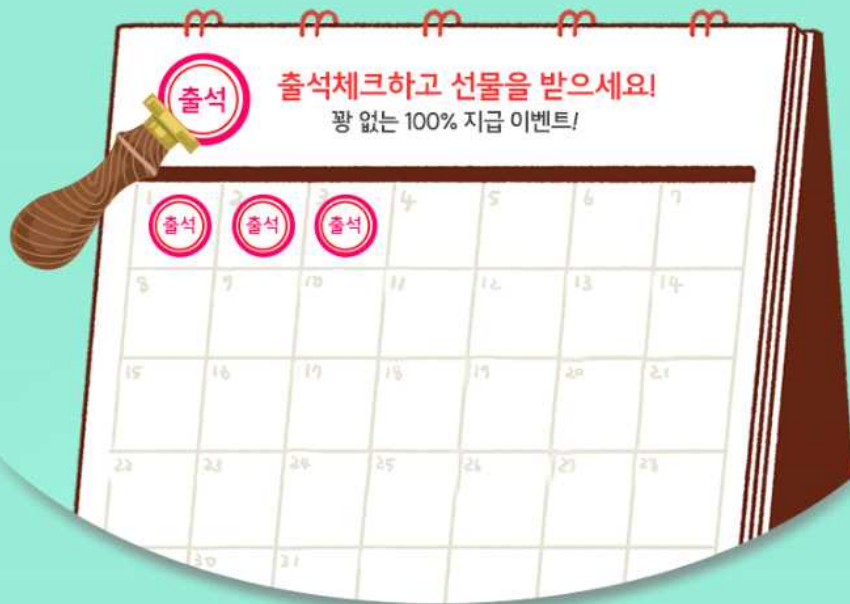 출석
출석체크하고 선물을 받으세요!
꽝 없는 100% 지급 이벤트!
1 2 3 4 5 6 7
출석 출석 출석
8 9 10 11 12 13 14
15 16 17 18 19 20 21
22 23 24 25 26 27 28
30 31